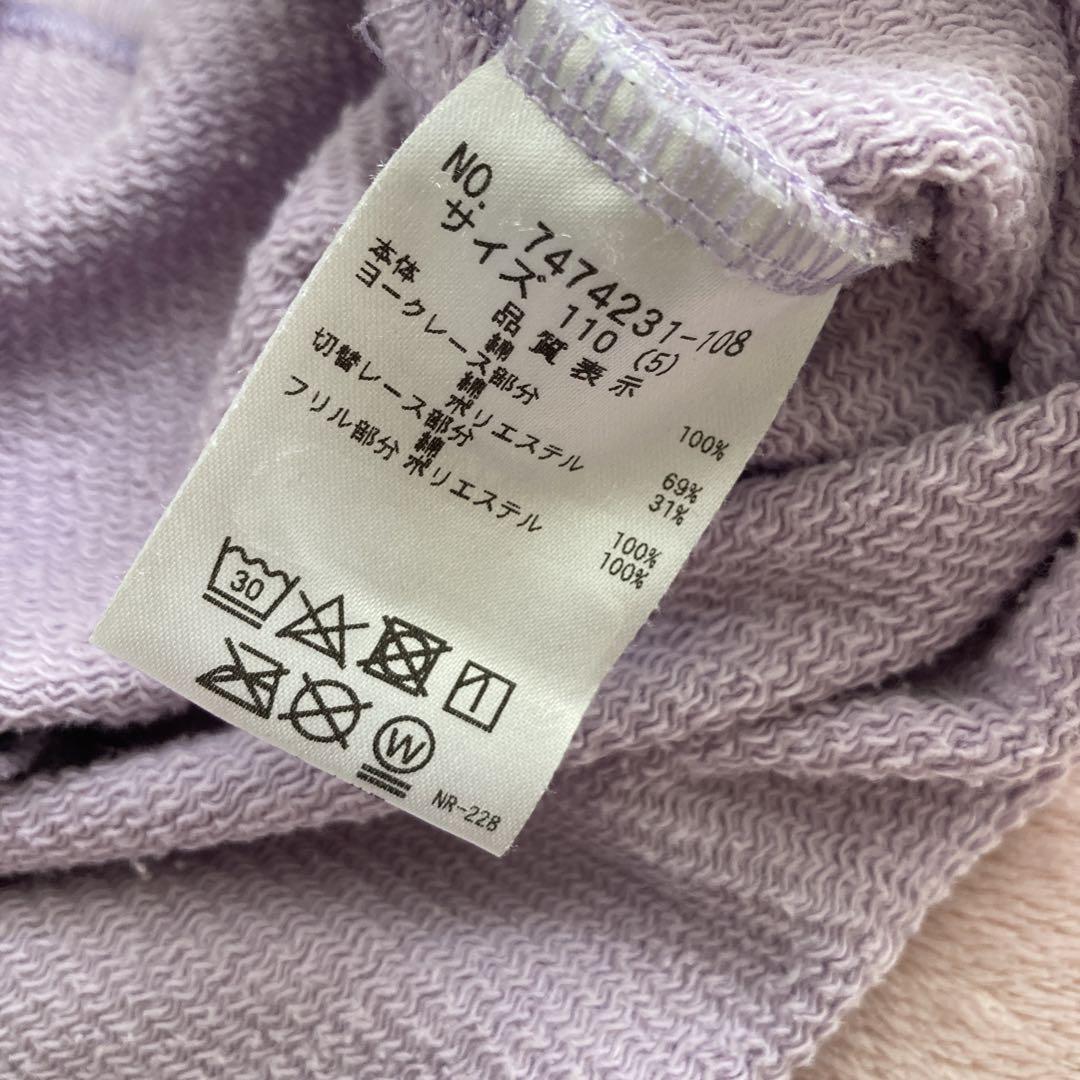 NO. 7474231-108
サイズ 110 (5)
品質表示
本体 綿 100%
ヨークレース部分
綿 69%
ポリエステル 31%
切替レース部分
綿 100%
フリル部分 ポリエステル 100%
30
W
NR-228